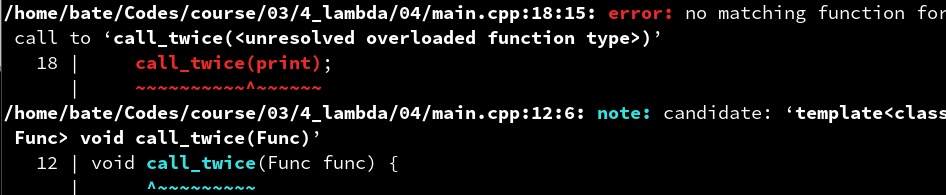 /home/bate/Codes/course/03/4_lambda/04/main.cpp:18:15: error: no matching function for
call to ‘call_twice(<unresolved overloaded function type>)’
18 | call_twice(print);
| ~~~~~~~~~~^~~~~~~
/home/bate/Codes/course/03/4_lambda/04/main.cpp:12:6: note: candidate: ‘template<class
Func> void call_twice(Func)’
12 | void call_twice(Func func) {
| ^~~~~~~~~~